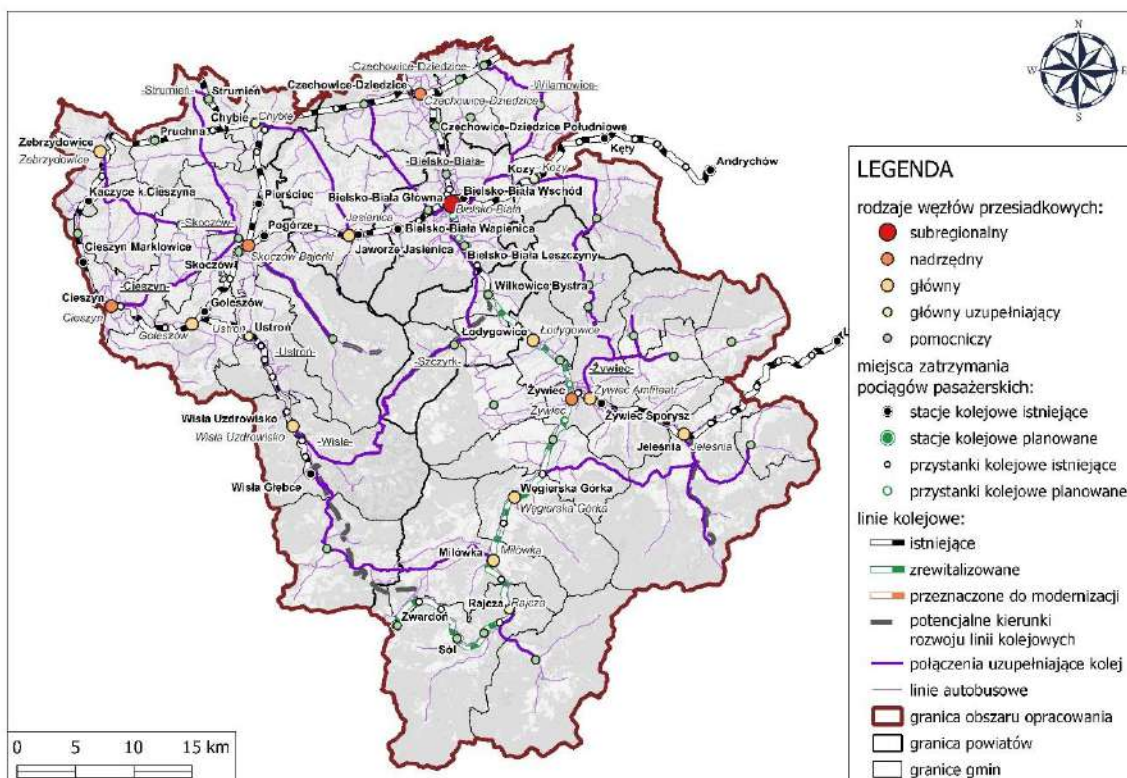 N
W
E
S
-Czechowice-Dziedzice-
-Strumień-
Strumień
Czechowice-Dziedzice
-Wilamowice-
Czechowice-Dziedzice
Chybie
Chybie
Pruchna
Czechowice-Dziedzice Południowe
Zebrzydowice
Zebrzydowice
Kęty
Andrychów
-Bielsko-Biała-
Kozy
Kozy
Kaczyce k.Cieszyna
Pierściec
Bielsko-Biała Główna
Bielsko-Biała Wschód
Bielsko-Biała
-Skoczów-
Pogórze
Jasienica
Bielsko-Biała Wapienica
Cieszyn Marklowice
Skoczów
Skoczów Bajerki
Jaworze Jasienica
Bielsko-Biała Leszczyny
-Cieszyn-
Wilkowice Bystra
Cieszyn
Cieszyn
Goleszów
Goleszów
Ustroń
Ustroń
-Ustroń-
Łodygowice
Łodygowice
-Szczyrk-
-Żywiec-
Żywiec
Żywiec Amfiteatr
Żywiec
Żywiec Sporysz
Wisła Uzdrowisko
Wisła Uzdrowisko
-Wisła-
Jeleśnia
Jeleśnia
Wisła Głębce
Węgierska Górka
Węgierska Górka
Milówka
Milówka
Rajcza
Rajcza
Zwardoń
Sól
0 5 10 15 km
LEGENDA
rodzaje węzłów przesiadkowych:
subregionalny
nadrzędny
główny
główny uzupełniający
pomocniczy
miejsca zatrzymania
pociągów pasażerskich:
stacje kolejowe istniejące
stacje kolejowe planowane
przystanki kolejowe istniejące
przystanki kolejowe planowane
linie kolejowe:
istniejące
zrewitalizowane
przeznaczone do modernizacji
potencjalne kierunki
rozwoju linii kolejowych
połączenia uzupełniające kolej
linie autobusowe
granica obszaru opracowania
granica powiatów
granice gmin